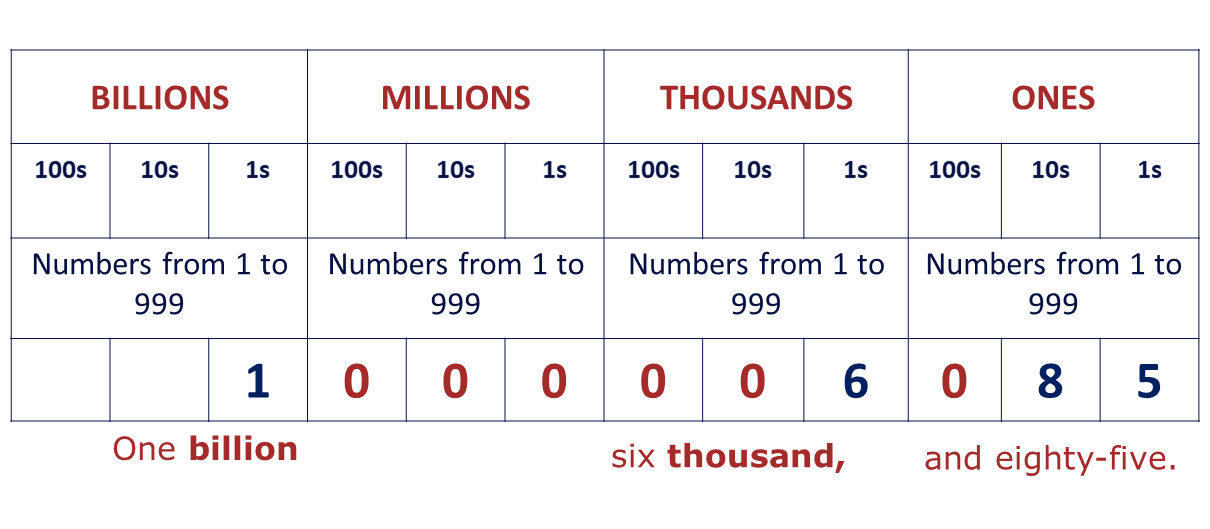 BILLIONS MILLIONS THOUSANDS ONES
100s 10s 1s 100s 10s 1s 100s 10s 1s 100s 10s 1s
Numbers from 1 to Numbers from 1 to Numbers from 1 to Numbers from 1 to
999 999 999 999
1 0 0 0 0 0 6 0 8 5
One billion six thousand, and eighty-five.